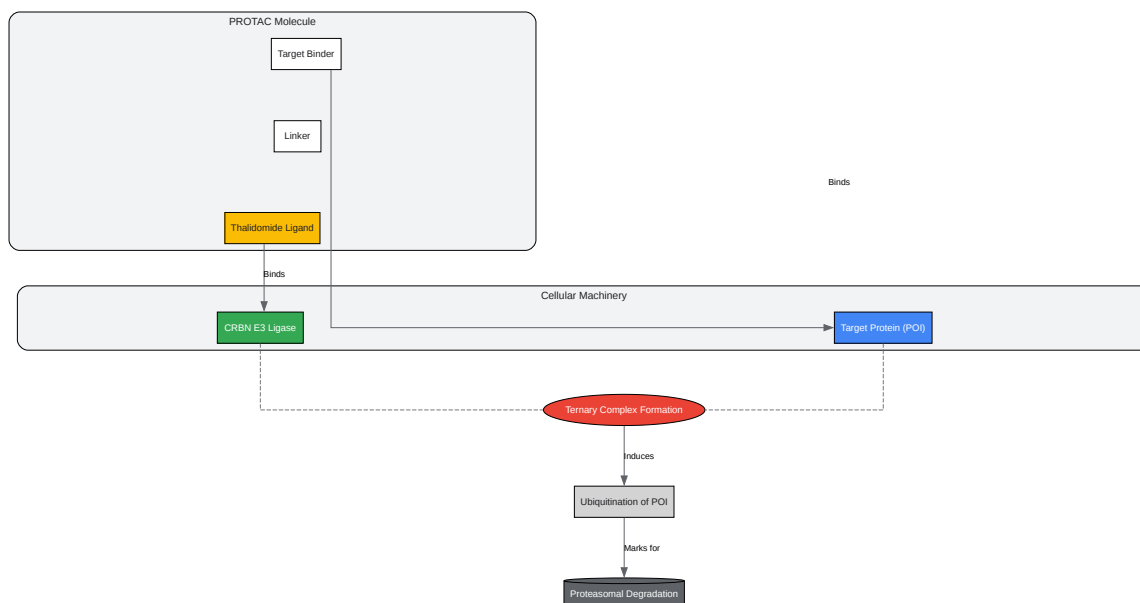 PROTAC Molecule
Target Binder
Linker
Binds
Thalidomide Ligand
Binds
Cellular Machinery
CRBN E3 Ligase
Target Protein (POI)
Ternary Complex Formation
Induces
Ubiquitination of POI
Marks for
Proteasomal Degradation